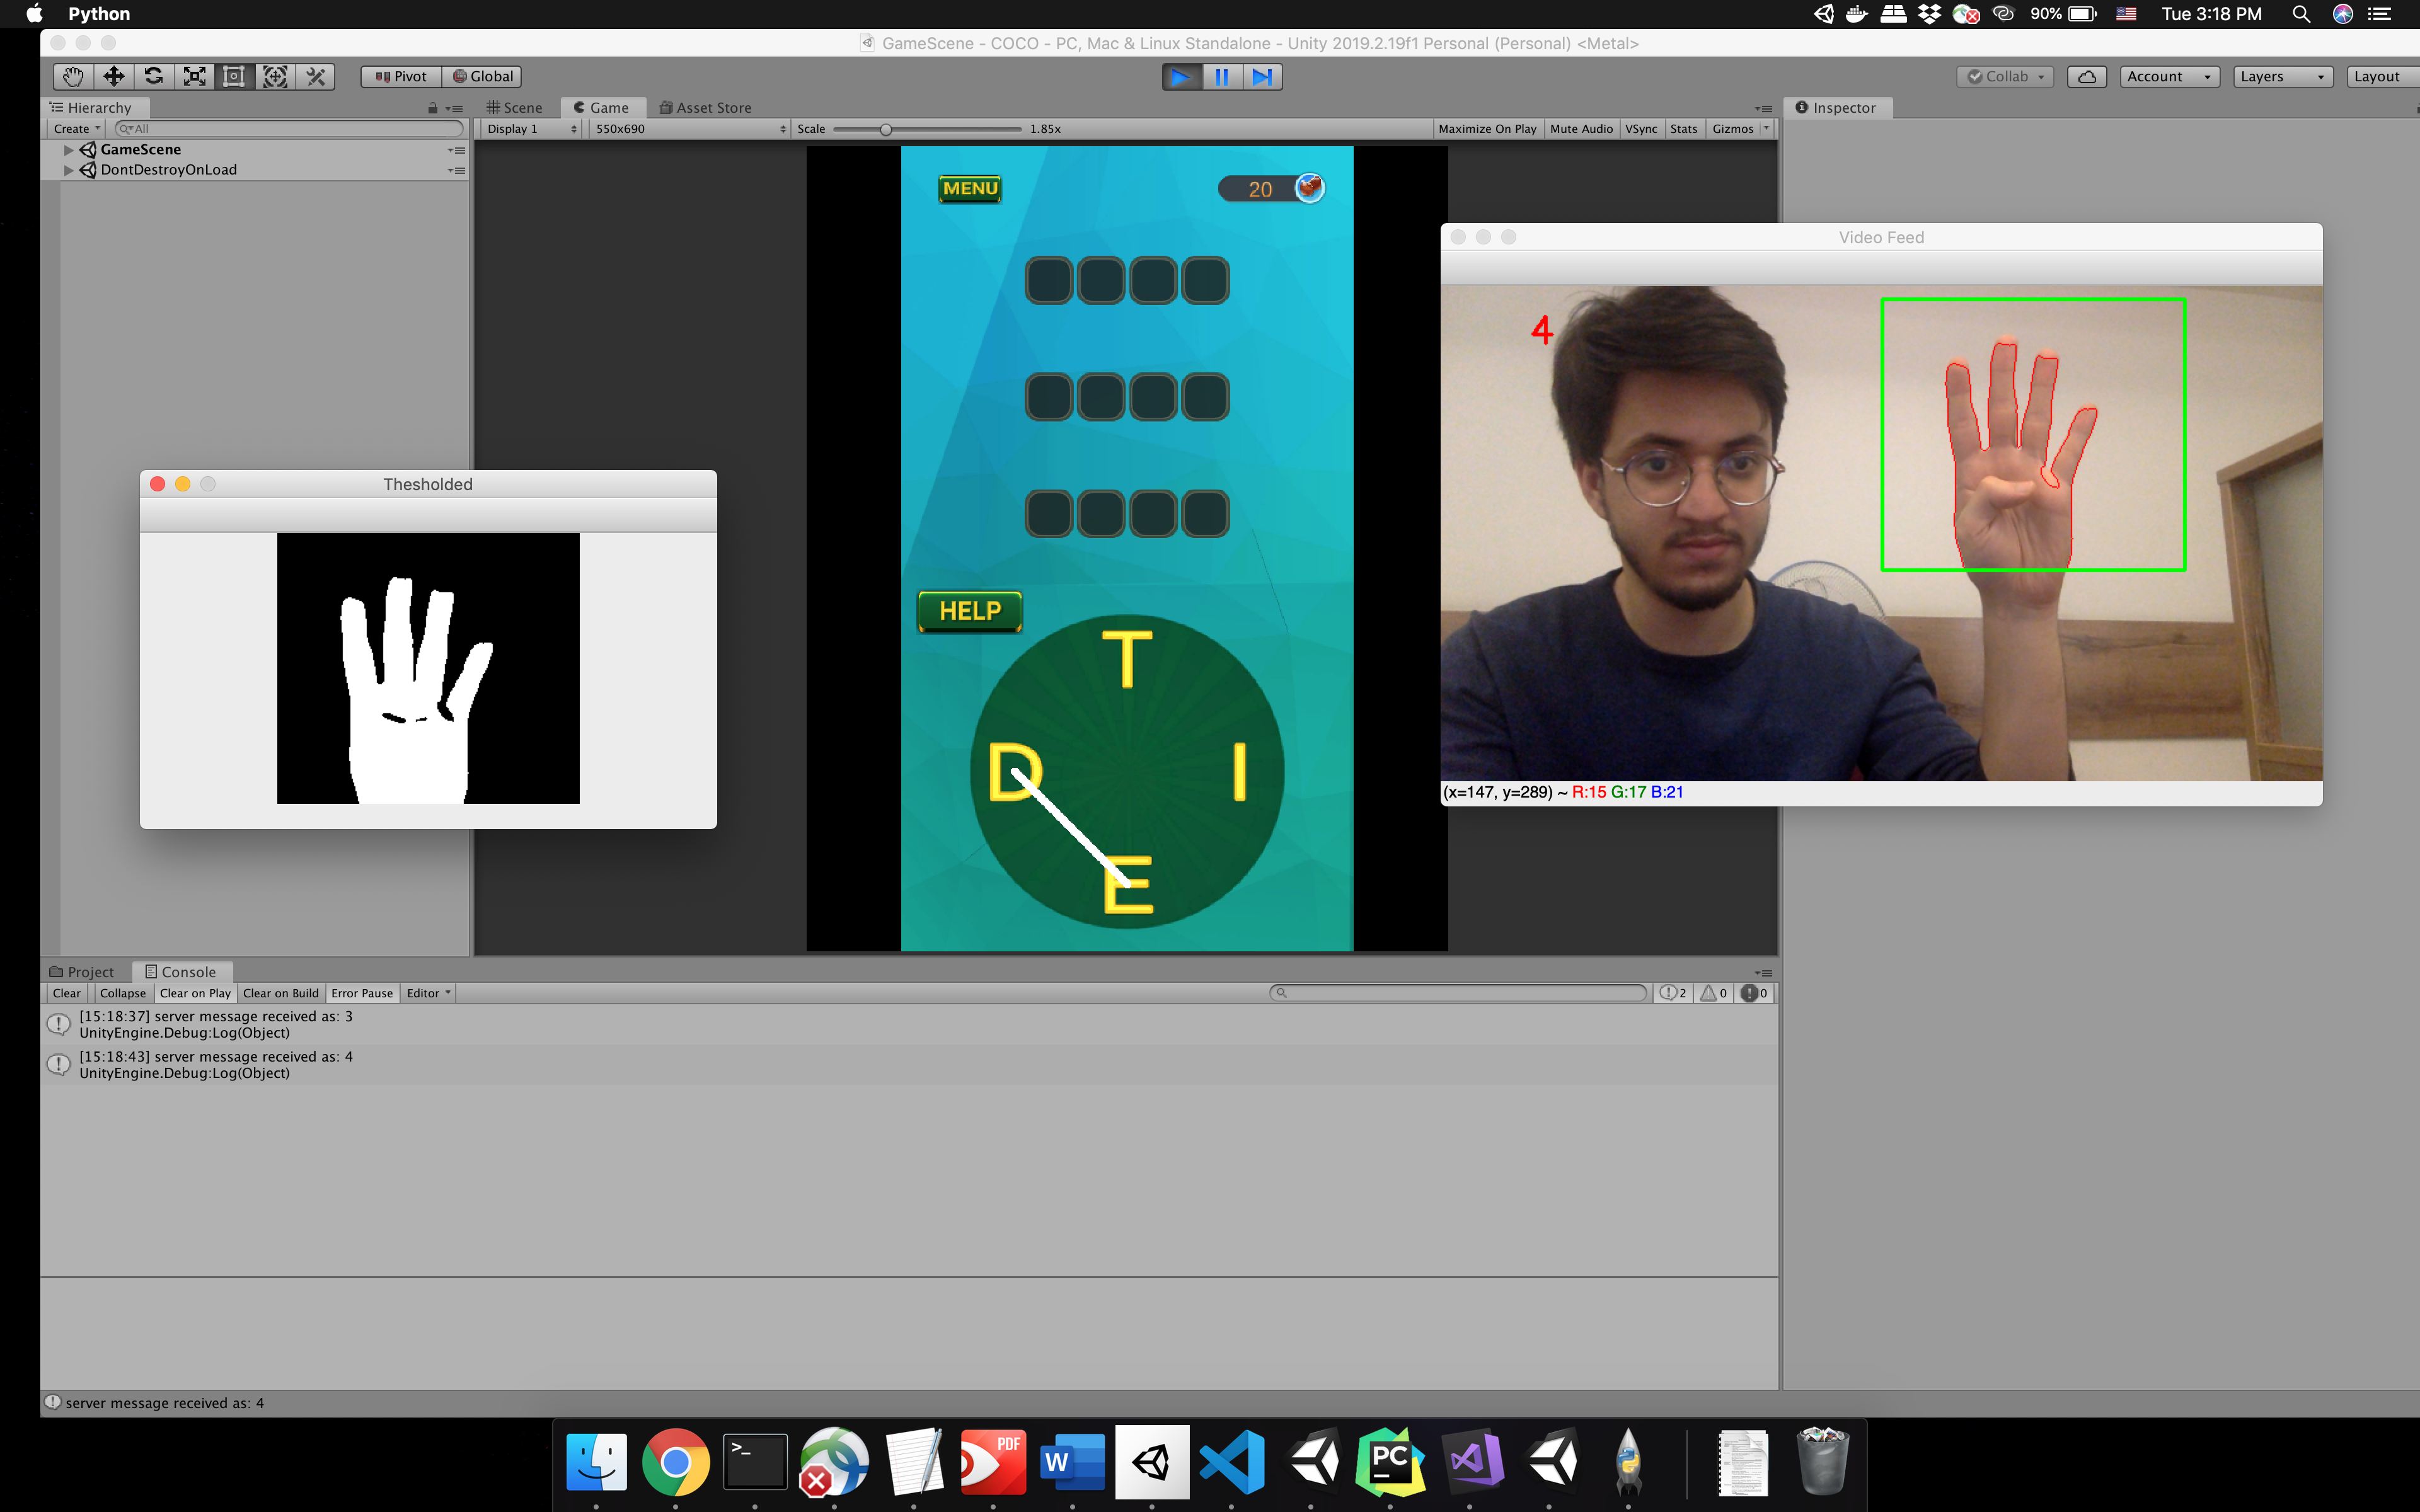 Python
90%
Tue 3:18 PM
GameScene - COCO - PC, Mac & Linux Standalone - Unity 2019.2.19f1 Personal (Personal) <Metal>
Pivot Global
Collab
Account
Layers
Layout
Hierarchy
Create
All
GameScene
DontDestroyOnLoad
Scene
Game
Asset Store
Display 1
550x690
Scale
1.85x
Maximize On Play
Mute Audio
VSync
Stats
Gizmos
Inspector
MENU
20
HELP
T
D
I
E
Thesholded
Video Feed
4
(x=147, y=289) ~ R:15 G:17 B:21
Project
Console
Clear
Collapse
Clear on Play
Clear on Build
Error Pause
Editor
2
0
0
[15:18:37] server message received as: 3
UnityEngine.Debug:Log(Object)
[15:18:43] server message received as: 4
UnityEngine.Debug:Log(Object)
server message received as: 4
>_
PDF
W
PC